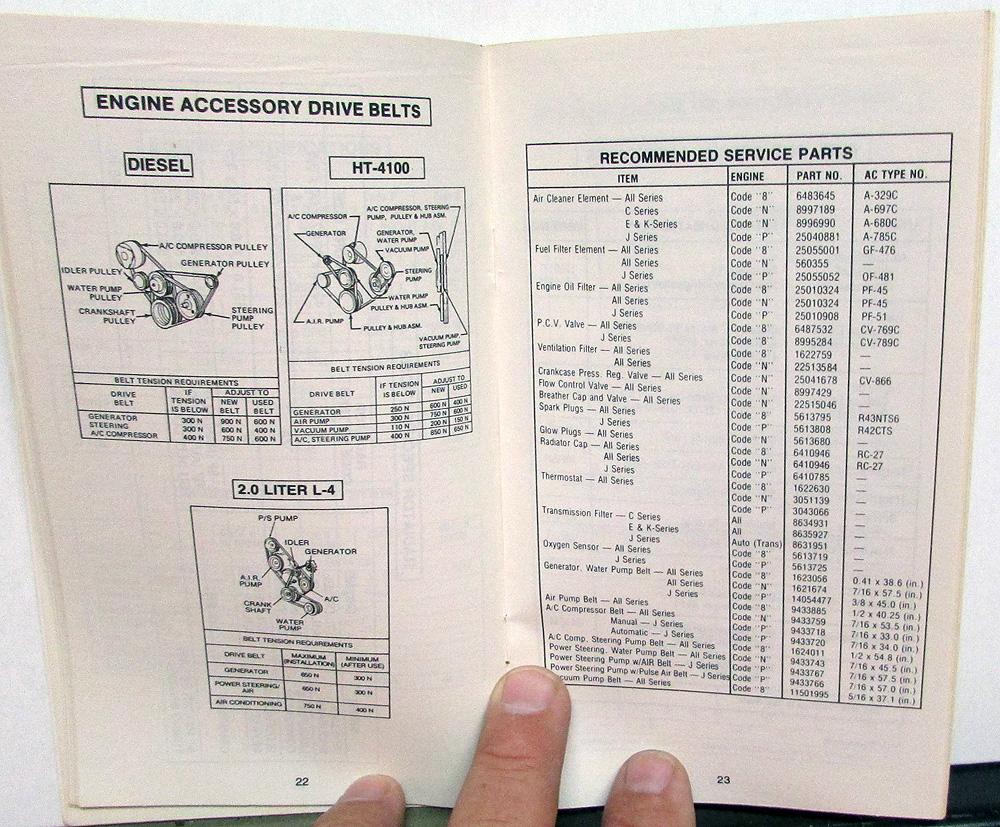 ENGINE ACCESSORY DRIVE BELTS
DIESEL
A/C COMPRESSOR PULLEY
GENERATOR PULLEY
IDLER PULLEY
WATER PUMP
PULLEY
CRANKSHAFT
PULLEY
STEERING
PUMP
PULLEY
BELT TENSION REQUIREMENTS
DRIVE BELT IF TENSION IS BELOW ADJUST TO NEW BELT USED BELT
GENERATOR 300 N 900 N 600 N
STEERING 300 N 600 N 400 N
A/C COMPRESSOR 400 N 750 N 600 N
HT-4100
A/C COMPRESSOR, STEERING
PUMP, PULLEY & HUB ASM.
A/C COMPRESSOR
GENERATOR
GENERATOR,
WATER PUMP
VACUUM PUMP
STEERING
PUMP
WATER PUMP
PULLEY & HUB ASM.
A.I.R. PUMP
PULLEY & HUB ASM.
VACUUM PUMP,
STEERING PUMP
BELT TENSION REQUIREMENTS
DRIVE BELT IF TENSION IS BELOW ADJUST TO NEW USED
GENERATOR 250 N 600 N 400 N
AIR PUMP 300 N 750 N 600 N
VACUUM PUMP 110 N 200 N 150 N
A/C, STEERING PUMP 400 N 850 N 650 N
2.0 LITER L-4
P/S PUMP
IDLER
GENERATOR
A.I.R.
PUMP
CRANK
SHAFT
A/C
WATER
PUMP
BELT TENSION REQUIREMENTS
DRIVE BELT MAXIMUM (INSTALLATION) MINIMUM (AFTER USE)
GENERATOR 650 N 300 N
POWER STEERING/ AIR 650 N 300 N
AIR CONDITIONING 750 N 400 N
22
RECOMMENDED SERVICE PARTS
ITEM ENGINE PART NO. AC TYPE NO.
Air Cleaner Element — All Series Code "8" 6483645 A-329C
C Series Code "N" 8997189 A-697C
E & K-Series Code "N" 8996990 A-680C
J Series Code "P" 25040881 A-785C
Fuel Filter Element — All Series Code "8" 25055001 GF-476
All Series Code "N" 560355 —
J Series Code "P" 25055052 OF-481
Engine Oil Filter — All Series Code "8" 25010324 PF-45
All Series Code "N" 25010324 PF-45
J Series Code "P" 25010908 PF-51
P.C.V. Valve — All Series Code "8" 6487532 CV-769C
J Series Code "P" 8995284 CV-789C
Ventilation Filter — All Series Code "8" 1622759 —
All Series Code "N" 22513584 —
Crankcase Press. Reg. Valve — All Series Code "N" 25041678 CV-866
Flow Control Valve — All Series Code "N" 8997429 —
Breather Cap and Valve — All Series Code "N" 22515046 —
Spark Plugs — All Series Code "8" 5613795 R43NTS6
J Series Code "P" 5613808 R42CTS
Glow Plugs — All Series Code "N" 5613680 —
Radiator Cap — All Series Code "8" 6410946 RC-27
All Series Code "N" 6410946 RC-27
J Series Code "P" 6410785 —
Thermostat — All Series Code "8" 1622630 —
Code "N" 3051139 —
Code "P" 3043066 —
Transmission Filter — C Series All 8634931 —
E & K-Series All 8635927 —
J Series Auto (Trans) 8631951 —
Oxygen Sensor — All Series Code "8" 5613719 —
J Series Code "P" 5613725 —
Generator, Water Pump Belt — All Series Code "8" 1623056 0.41 x 38.6 (in.)
All Series Code "N" 1621674 7/16 x 57.5 (in.)
J Series Code "P" 14054477 3/8 x 45.0 (in.)
Air Pump Belt — All Series Code "8" 9433885 1/2 x 40.25 (in.)
A/C Compressor Belt — All Series Code "N" 9433759 7/16 x 53.5 (in.)
Manual — J Series Code "P" 9433718 7/16 x 33.0 (in.)
Automatic — J Series Code "P" 9433720 7/16 x 34.0 (in.)
A/C Comp. Steering Pump Belt — All Series Code "8" 1624011 1/2 x 54.8 (in.)
Power Steering, Water Pump Belt — All Series Code "N" 9433743 7/16 x 45.5 (in.)
Power Steering Pump w/AIR Belt — J Series Code "P" 9433767 7/16 x 57.5 (in.)
Power Steering Pump w/Pulse Air Belt — J Series Code "P" 9433766 7/16 x 57.0 (in.)
Pump Belt — All Series Code "8" 11501995 5/16 x 37.1 (in.)
23